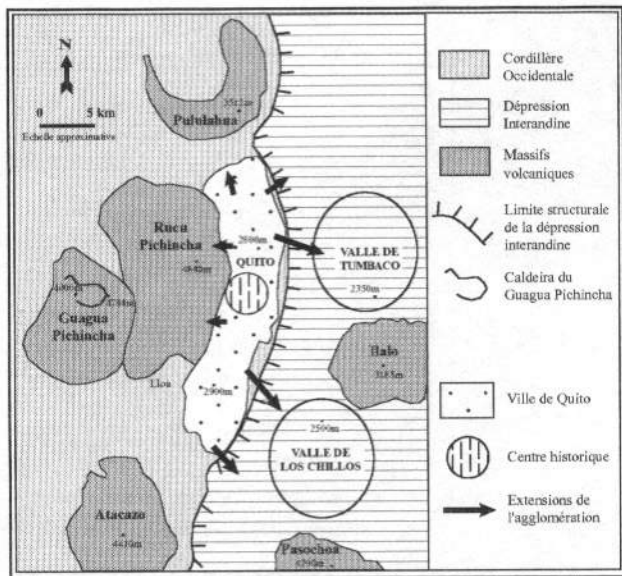 N
0 5 km
Echelle approximative
Pululahua
Rucu
Pichincha
2800m
QUITO
Guagua
Pichincha
Lloa
2900m
Atacazo
VALLE DE
TUMBACO
2350m
Ilalo
3185m
2500m
VALLE DE
LOS CHILLOS
Pasochoa
Cordillère
Occidentale
Dépression
Interandine
Massifs
volcaniques
Limite structurale
de la dépression
interandine
Caldeira du
Guagua Pichincha
Ville de Quito
Centre historique
Extensions de
l'agglomération